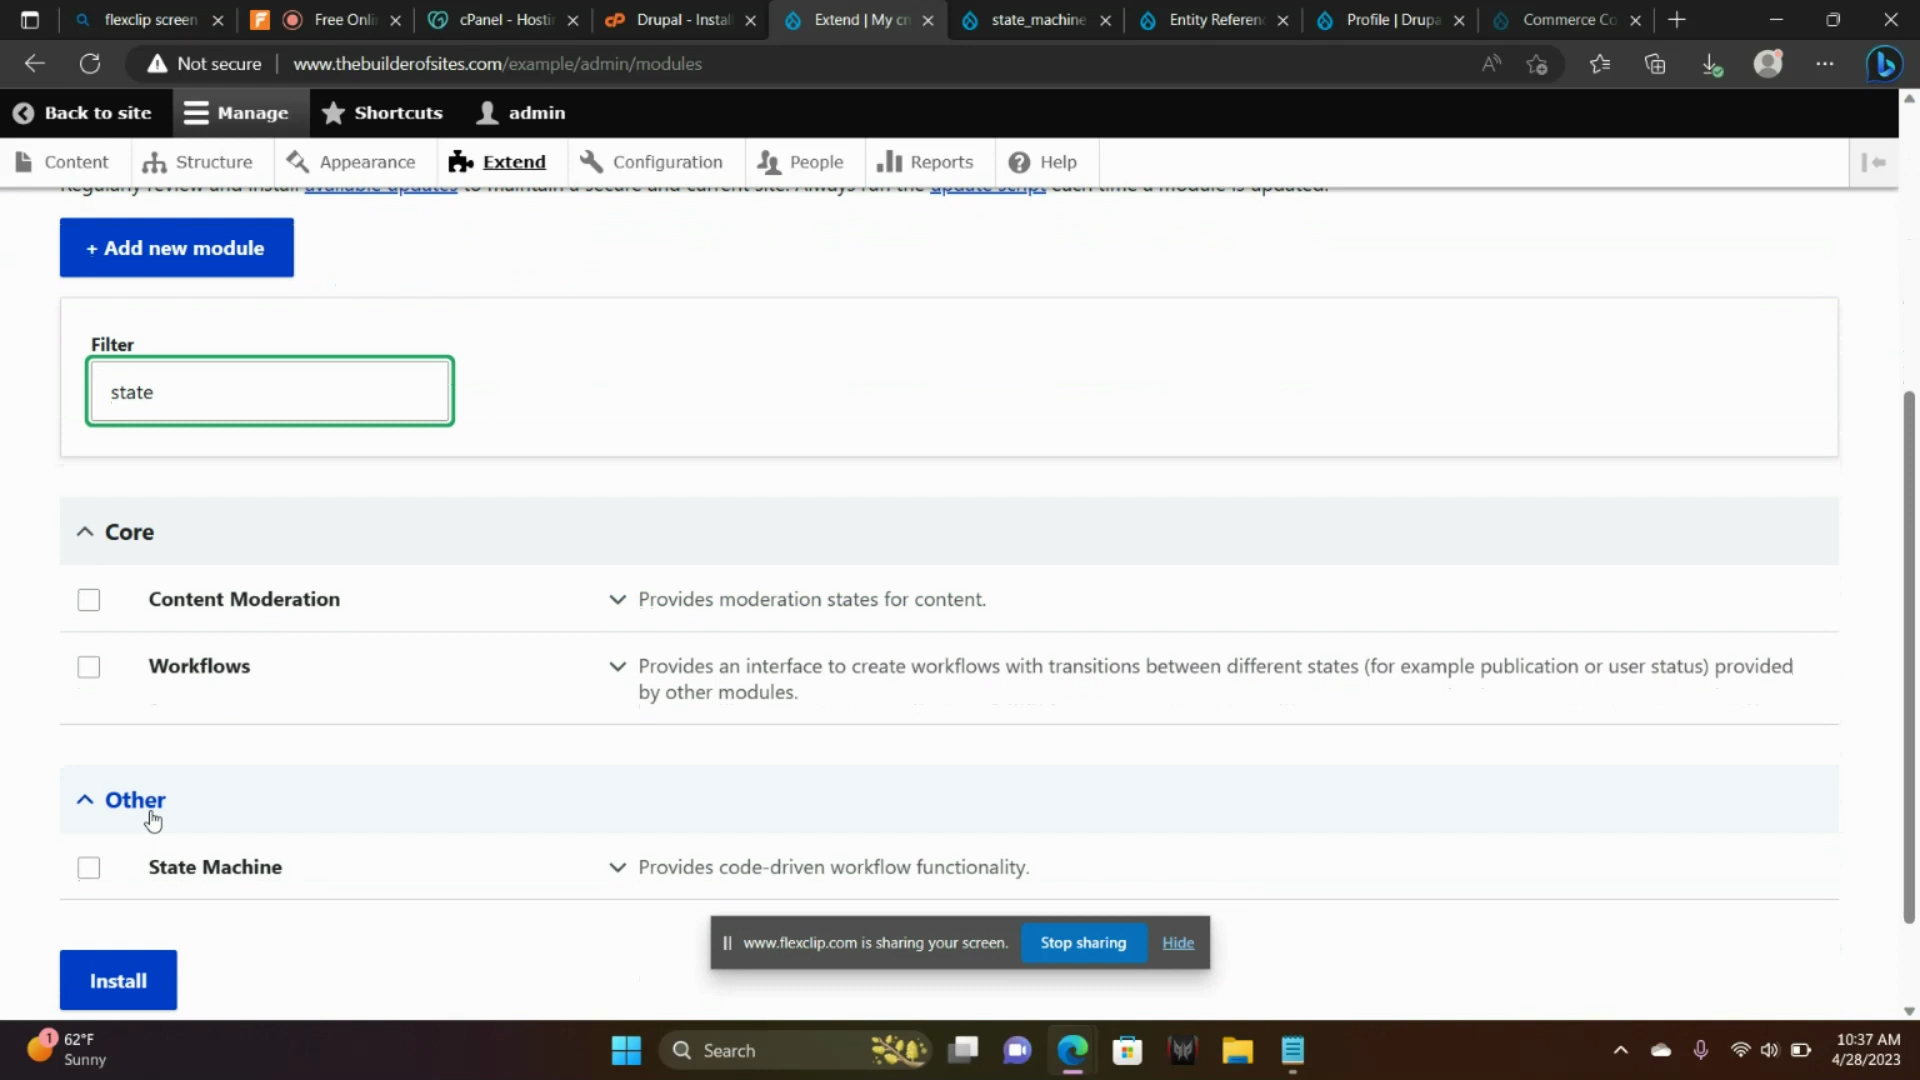 flexclip screen
Free Onli
cPanel - Hostir
Drupal - Install
Extend | My cn
state_machine
Entity Referen
Profile | Drupa
Commerce Co
Not secure
www.thebuilderofsites.com/example/admin/modules
Back to site
Manage
Shortcuts
admin
Content
Structure
Appearance
Extend
Configuration
People
Reports
Help
Regularly review and install available updates to maintain a secure and current site. Always run the update script each time a module is updated.
+ Add new module
Filter
state
Core
Content Moderation
Provides moderation states for content.
Workflows
Provides an interface to create workflows with transitions between different states (for example publication or user status) provided
by other modules.
Other
State Machine
Provides code-driven workflow functionality.
www.flexclip.com is sharing your screen.
Stop sharing
Hide
Install
1
62°F
Sunny
Search
10:37 AM
4/28/2023